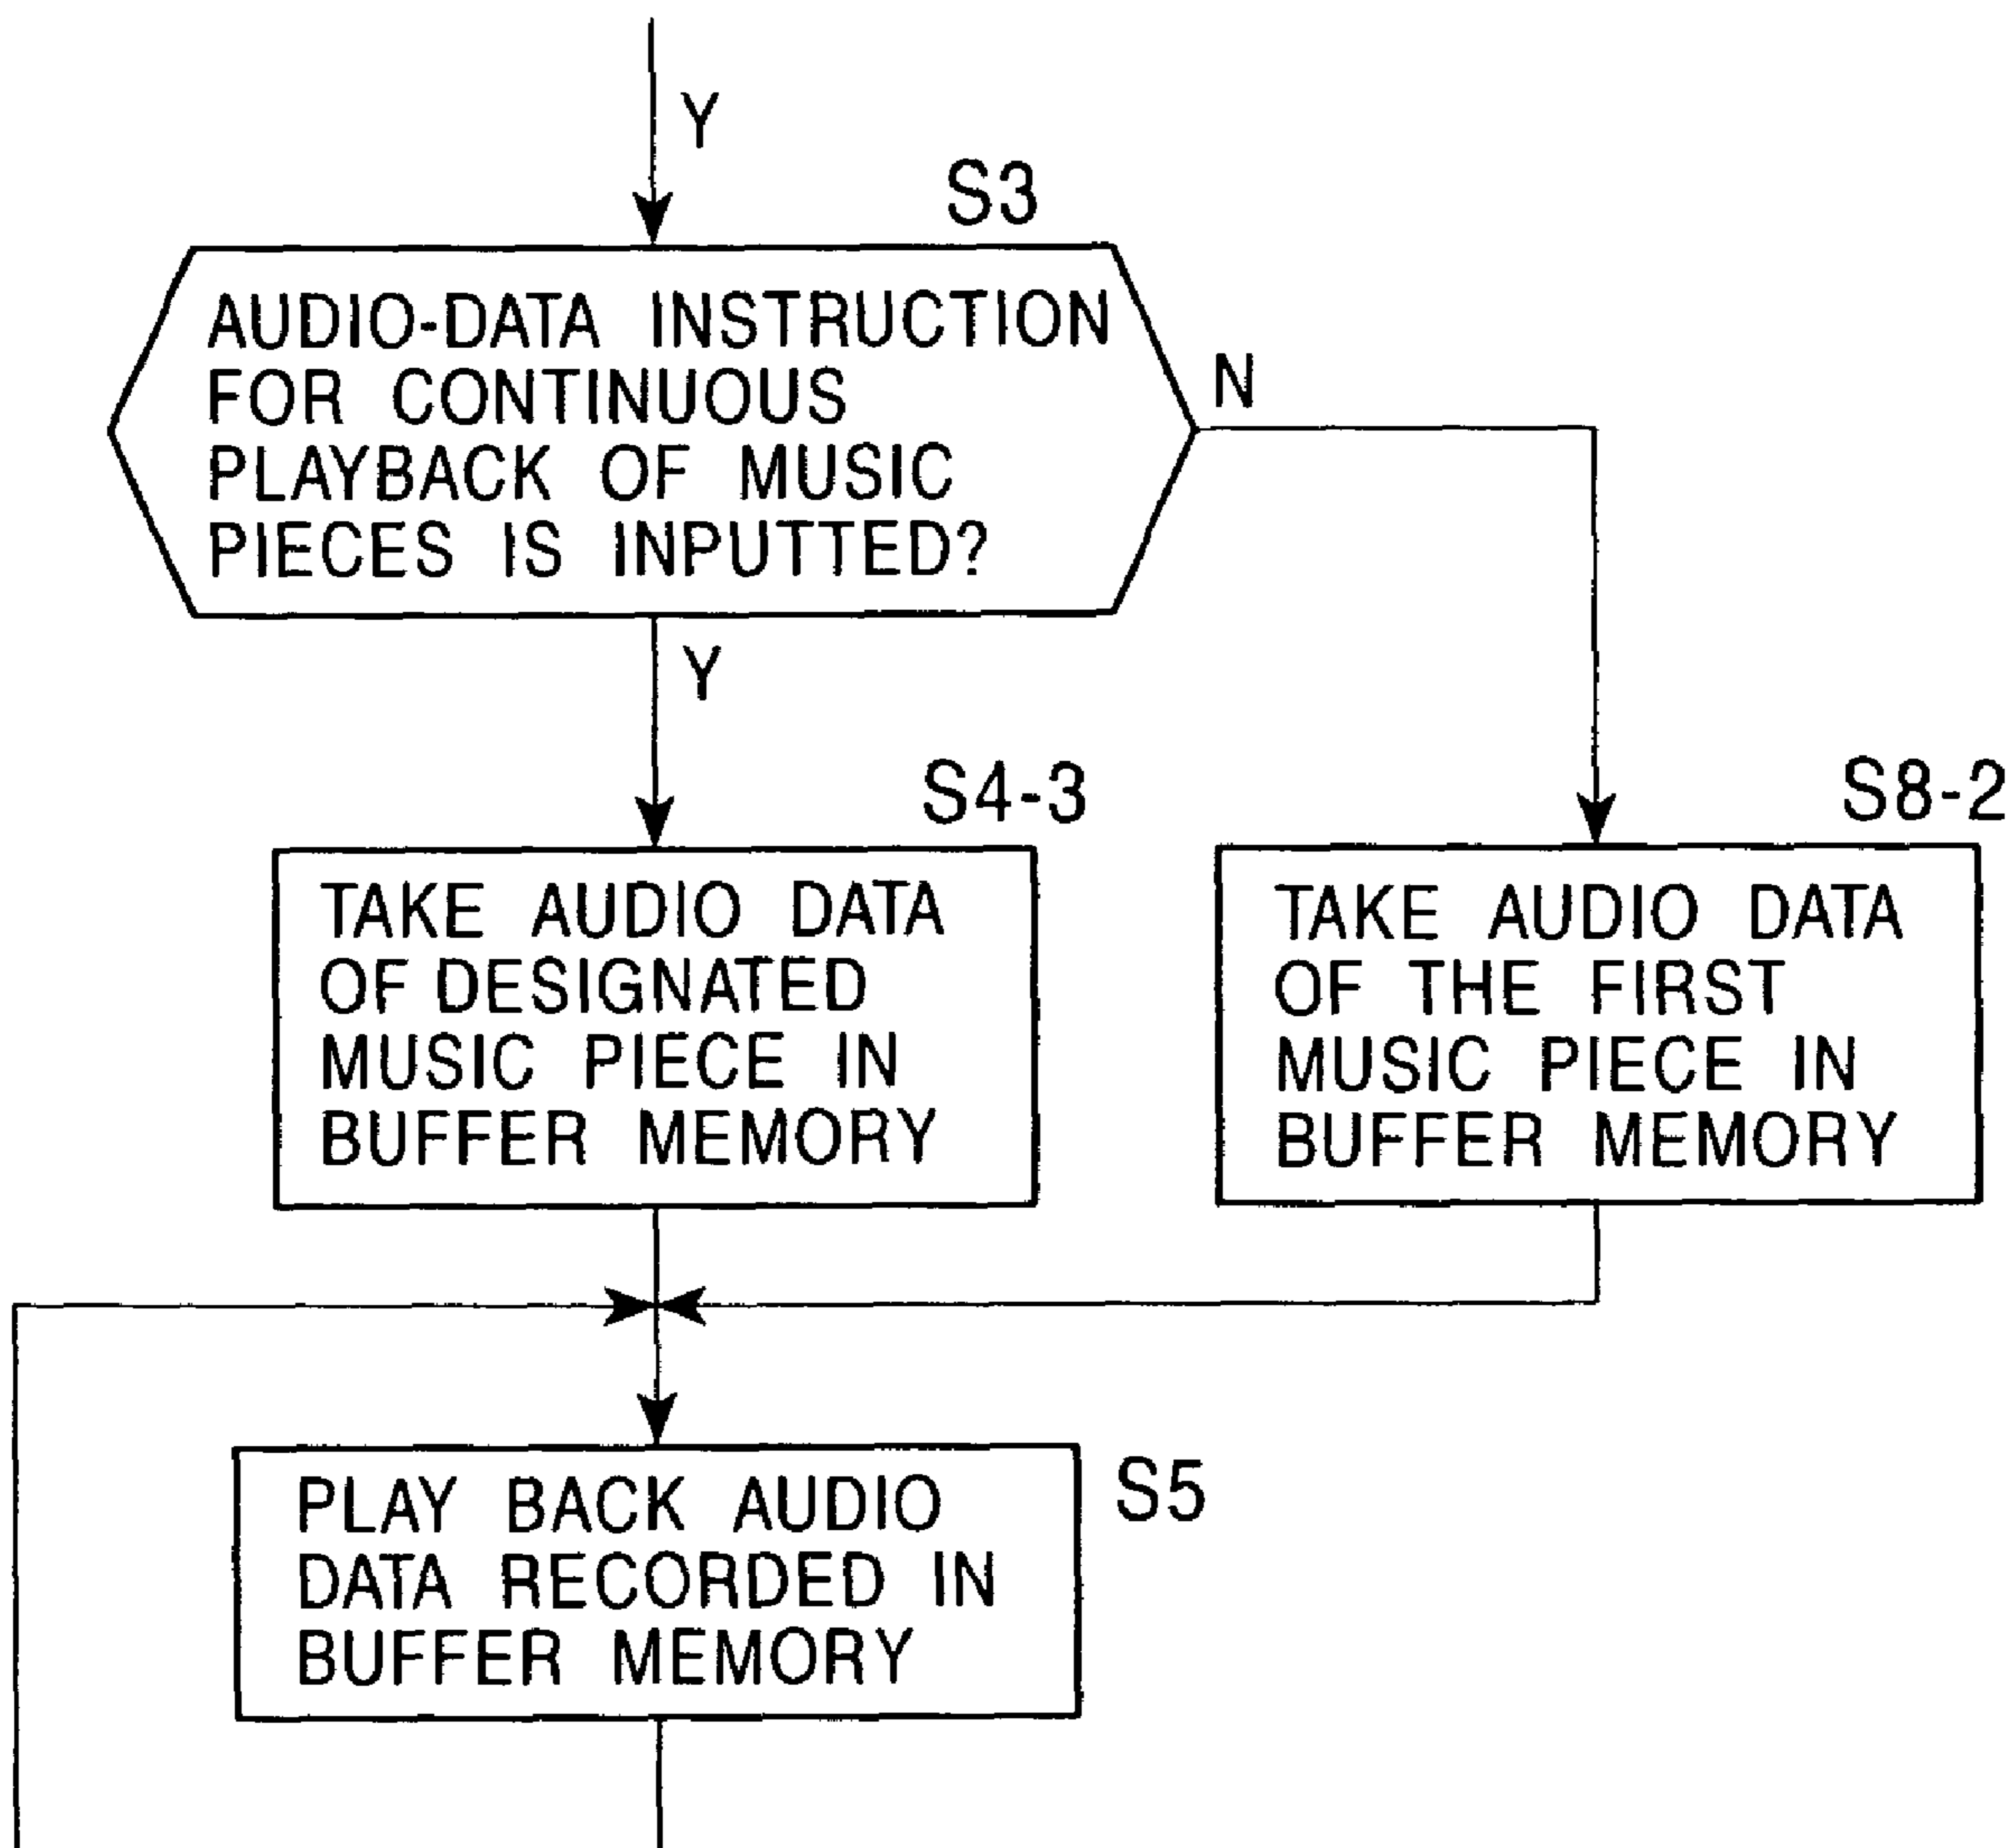 Y
S3
AUDIO-DATA INSTRUCTION
FOR CONTINUOUS
PLAYBACK OF MUSIC
PIECES IS INPUTTED?
N
Y
S4-3
TAKE AUDIO DATA
OF DESIGNATED
MUSIC PIECE IN
BUFFER MEMORY
S8-2
TAKE AUDIO DATA
OF THE FIRST
MUSIC PIECE IN
BUFFER MEMORY
PLAY BACK AUDIO
DATA RECORDED IN
BUFFER MEMORY
S5